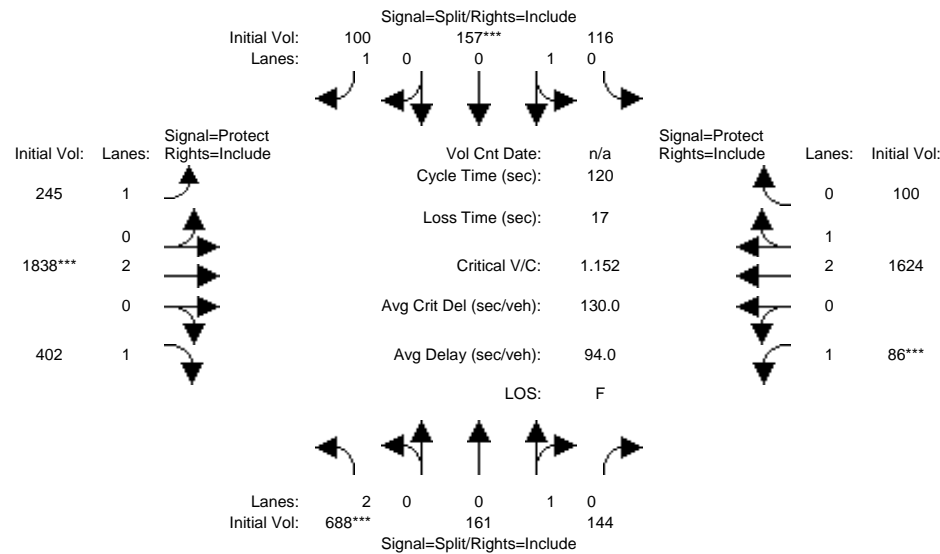 Signal=Split/Rights=Include
Initial Vol: 100 157*** 116
Lanes: 1 0 0 1 0
Signal=Protect
Initial Vol: Lanes: Rights=Include
Vol Cnt Date: n/a
Signal=Protect
Rights=Include Lanes: Initial Vol:
Cycle Time (sec): 120
245 1
0 100
Loss Time (sec): 17
0
1
1838*** 2
Critical V/C: 1.152
2 1624
0
Avg Crit Del (sec/veh): 130.0
0
402 1
Avg Delay (sec/veh): 94.0
1 86***
LOS: F
Lanes: 2 0 0 1 0
Initial Vol: 688*** 161 144
Signal=Split/Rights=Include